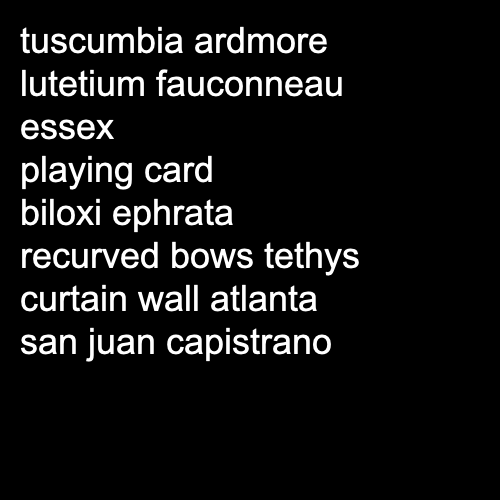 tuscumbia ardmore
lutetium fauconneau
essex
playing card
biloxi ephrata
recurved bows tethys
curtain wall atlanta
san juan capistrano